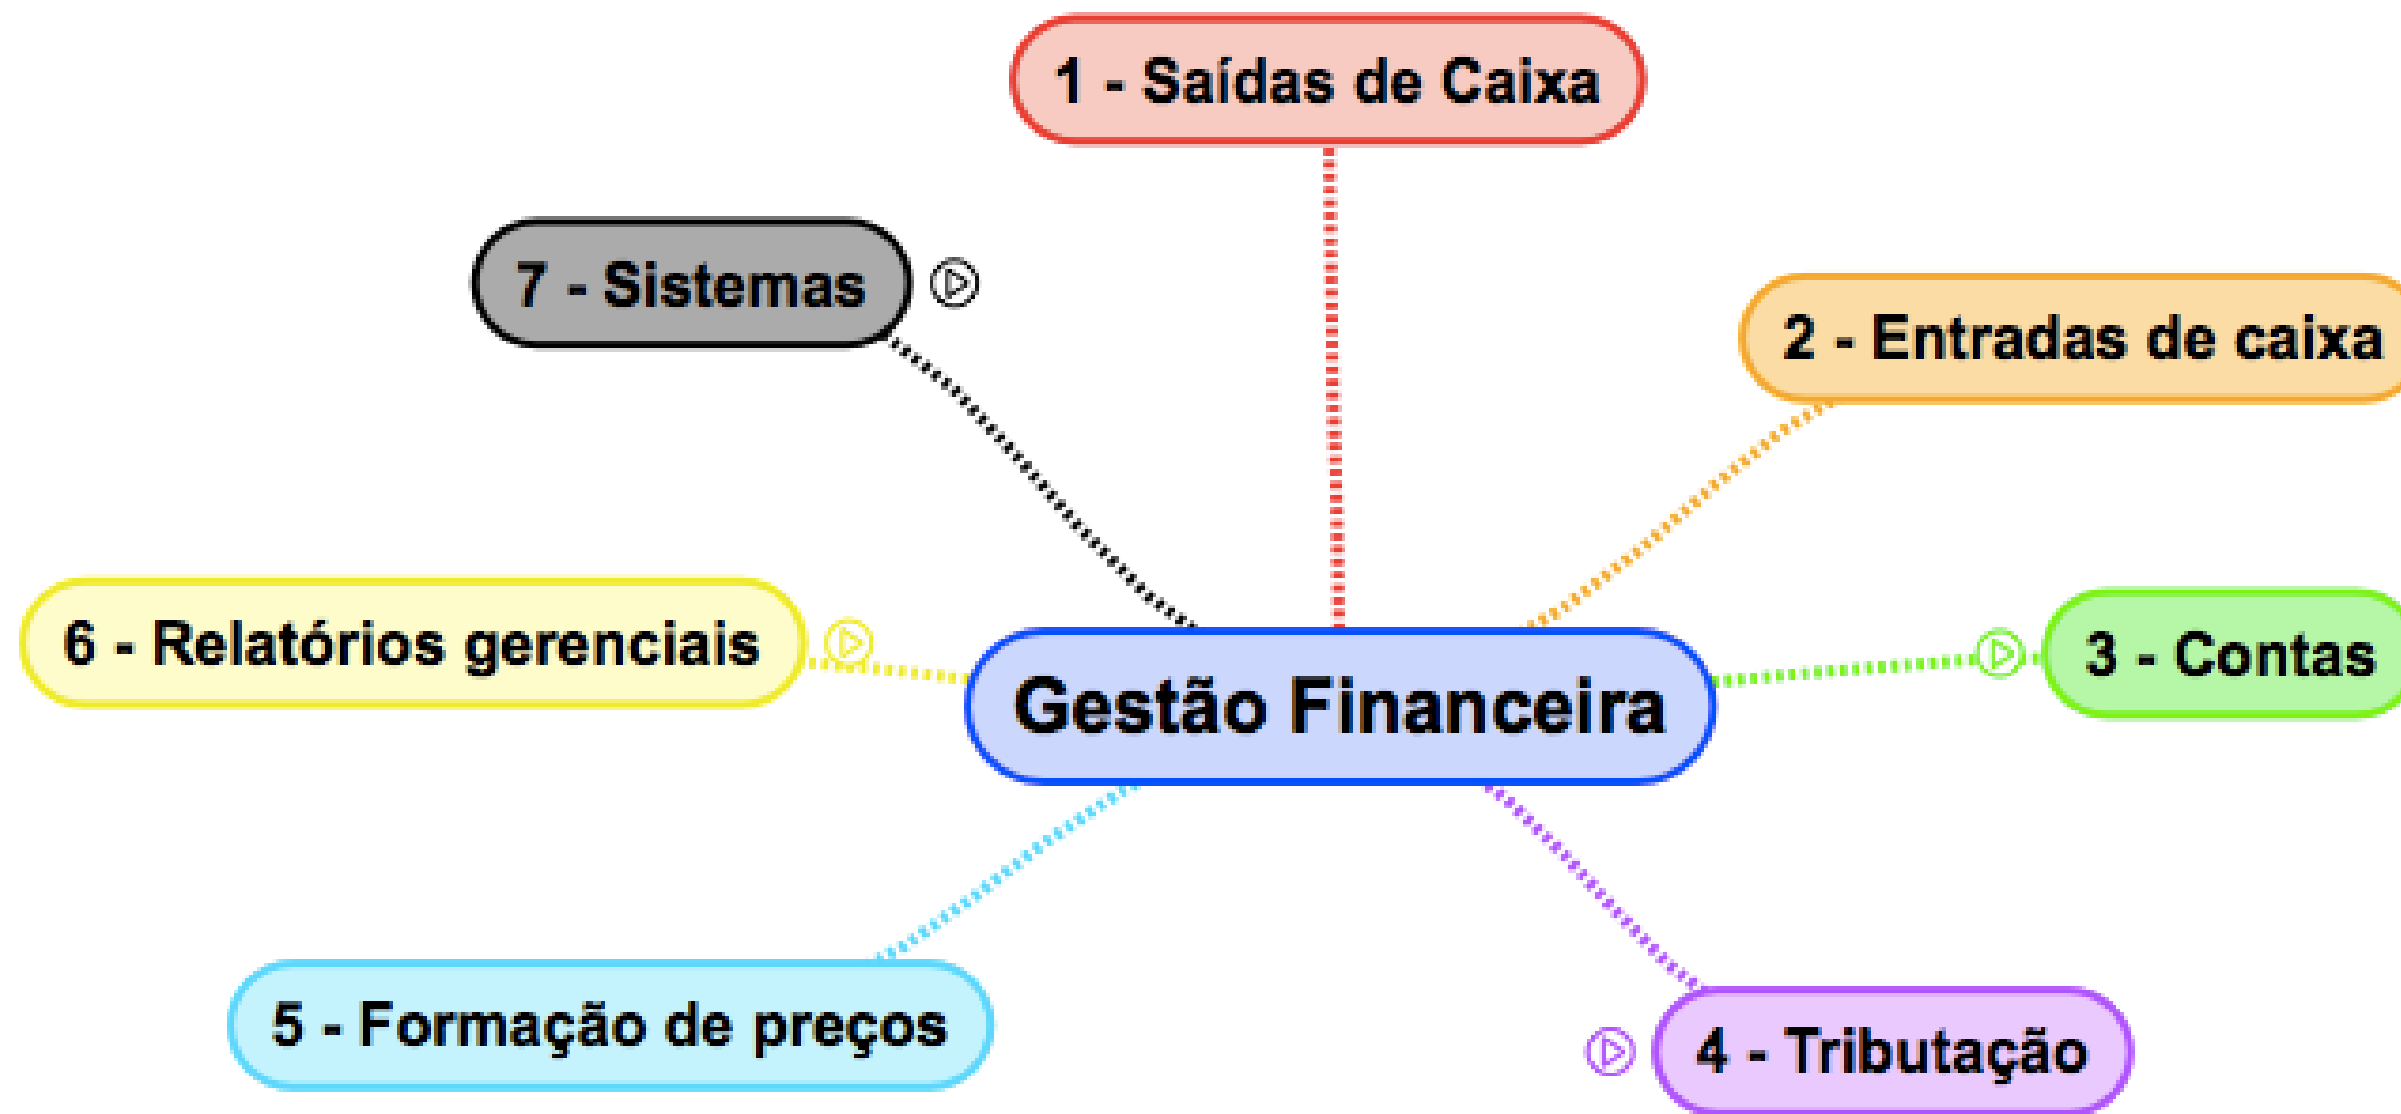 1 - Saídas de Caixa
7 - Sistemas
2 - Entradas de caixa
6 - Relatórios gerenciais
3 - Contas
Gestão Financeira
5 - Formação de preços
4 - Tributação